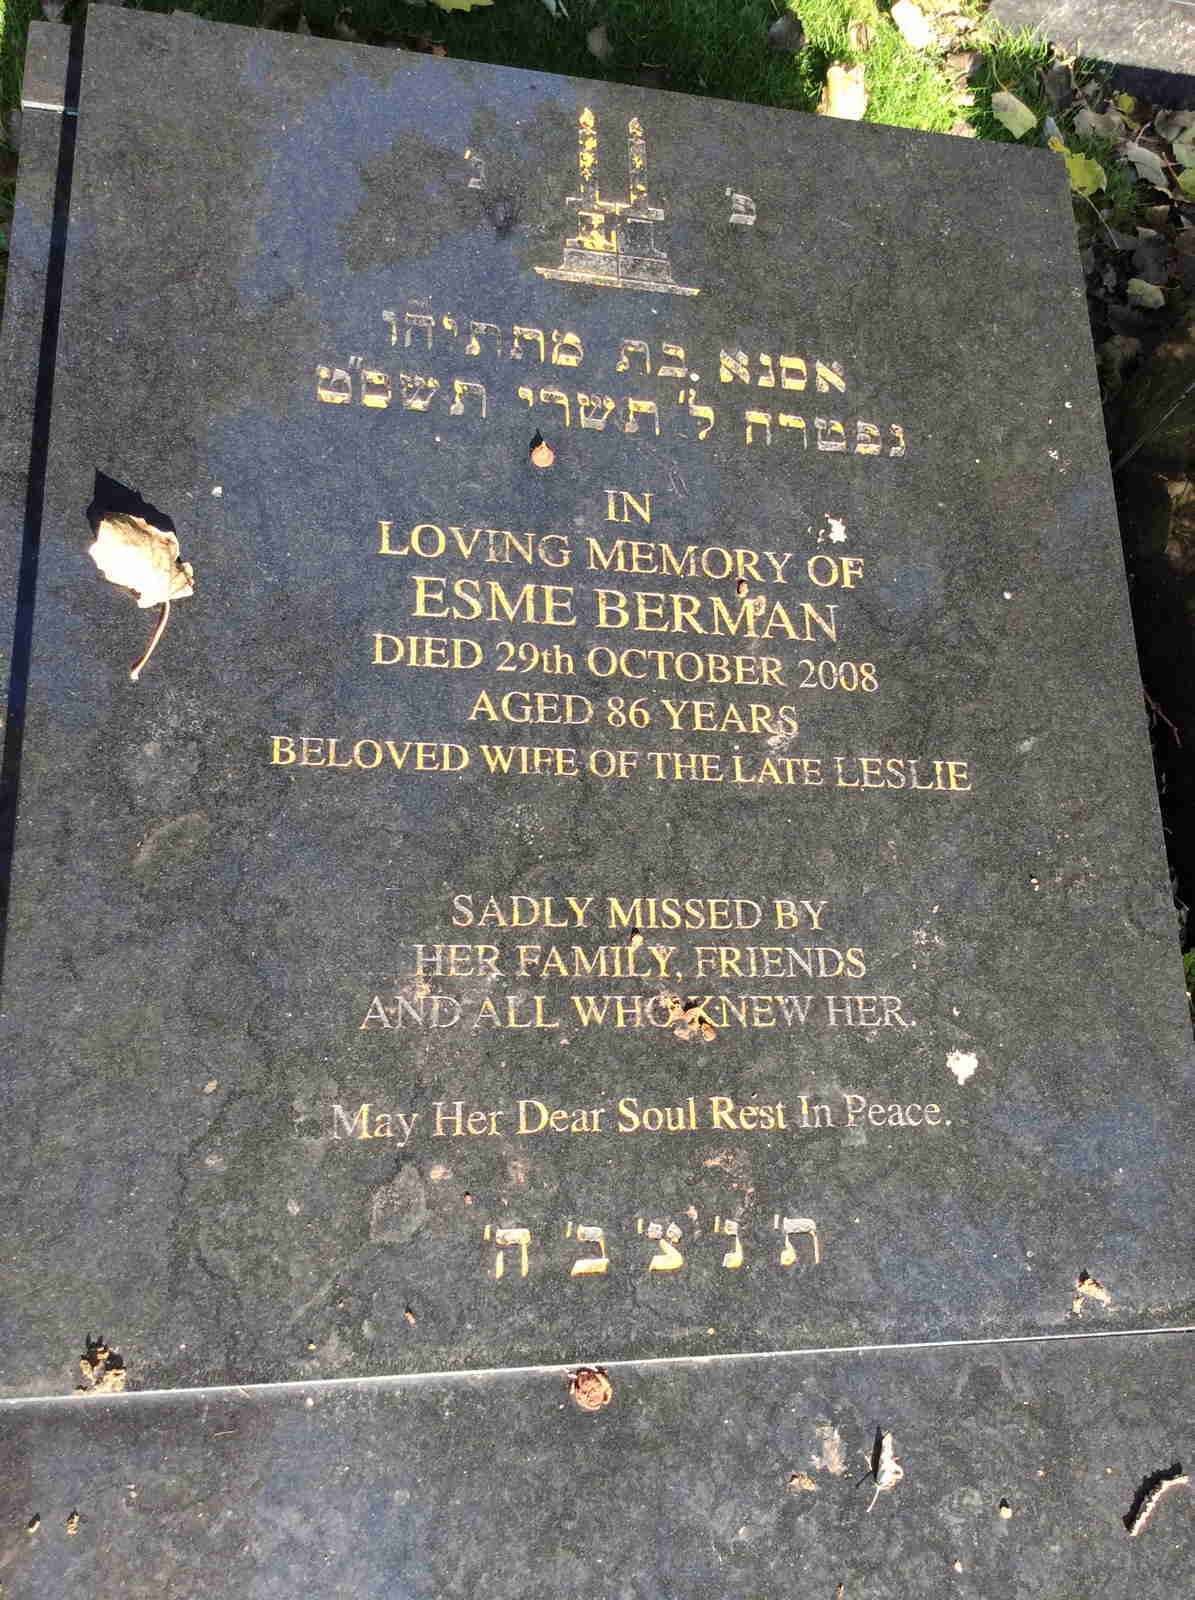 פ' נ'
אסנא בת מתתיהו
נפטרה ל' תשרי תשס"ט
IN
LOVING MEMORY OF
ESME BERMAN
DIED 29th OCTOBER 2008
AGED 86 YEARS
BELOVED WIFE OF THE LATE LESLIE
SADLY MISSED BY
HER FAMILY, FRIENDS
AND ALL WHO KNEW HER.
May Her Dear Soul Rest In Peace.
ת' נ' צ' ב' ה'